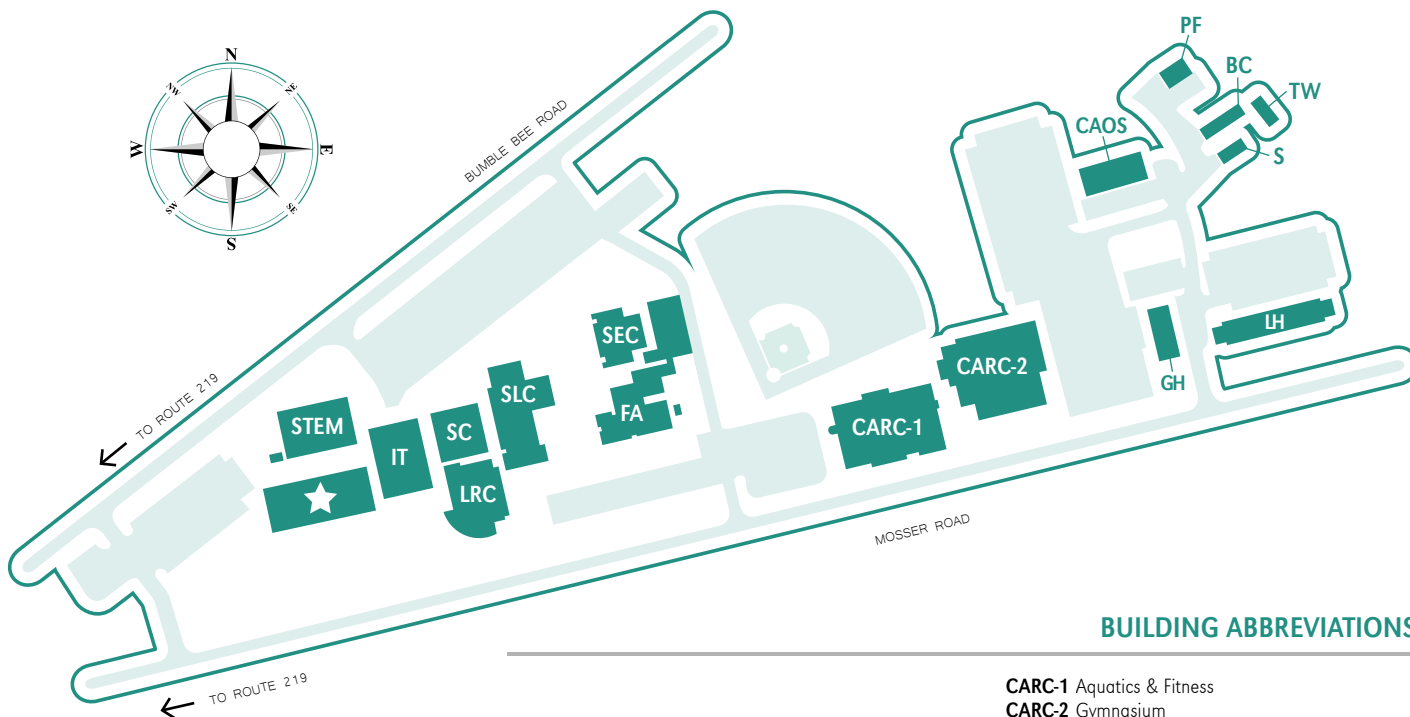 N
NW
NE
W
E
SW
SE
S
BUMBLE BEE ROAD
PF
BC
TW
CAOS
S
SEC
LH
CARC-2
GH
TO ROUTE 219
SLC
FA
STEM
SC
CARC-1
IT
LRC
MOSSER ROAD
BUILDING ABBREVIATIONS
TO ROUTE 219
CARC-1 Aquatics & Fitness
CARC-2 Gymnasium